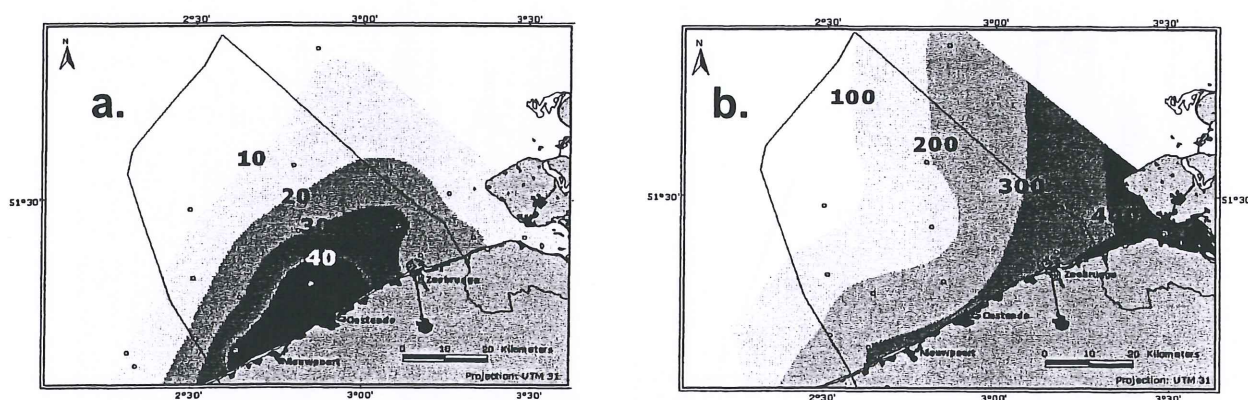 2°30' 3°00' 3°30'
N
a.
10
20
30
40
51°30'
Zeebrugge
Oostende
Nieuwpoort
0 10 20 Kilometers
Projection: UTM 31
2°30' 3°00' 3°30'
2°30' 3°00' 3°30'
N
b.
100
200
300
400
51°30'
Zeebrugge
Oostende
Nieuwpoort
0 10 20 Kilometers
Projection: UTM 31
2°30' 3°00' 3°30'